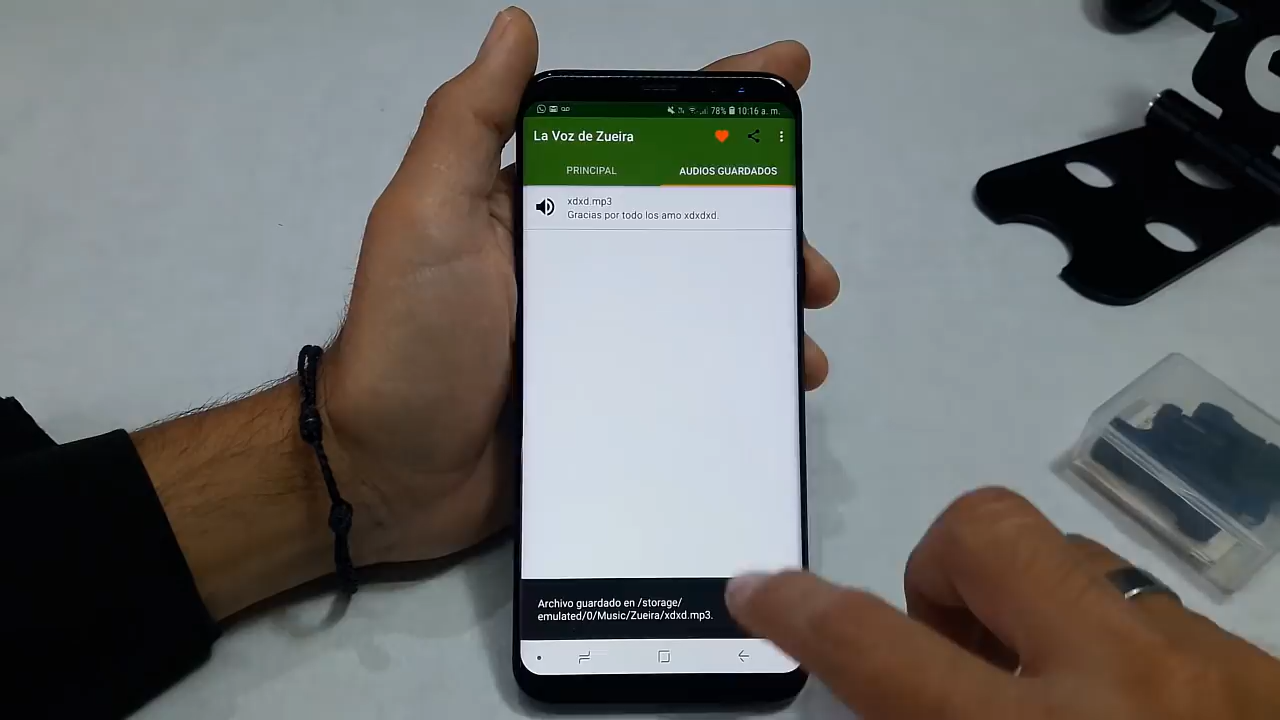 78% 10:16 a. m.
La Voz de Zueira
PRINCIPAL AUDIOS GUARDADOS
xdxd.mp3
Gracias por todo los amo xdxdxd.
Archivo guardado en /storage/
emulated/0/Music/Zueira/xdxd.mp3.